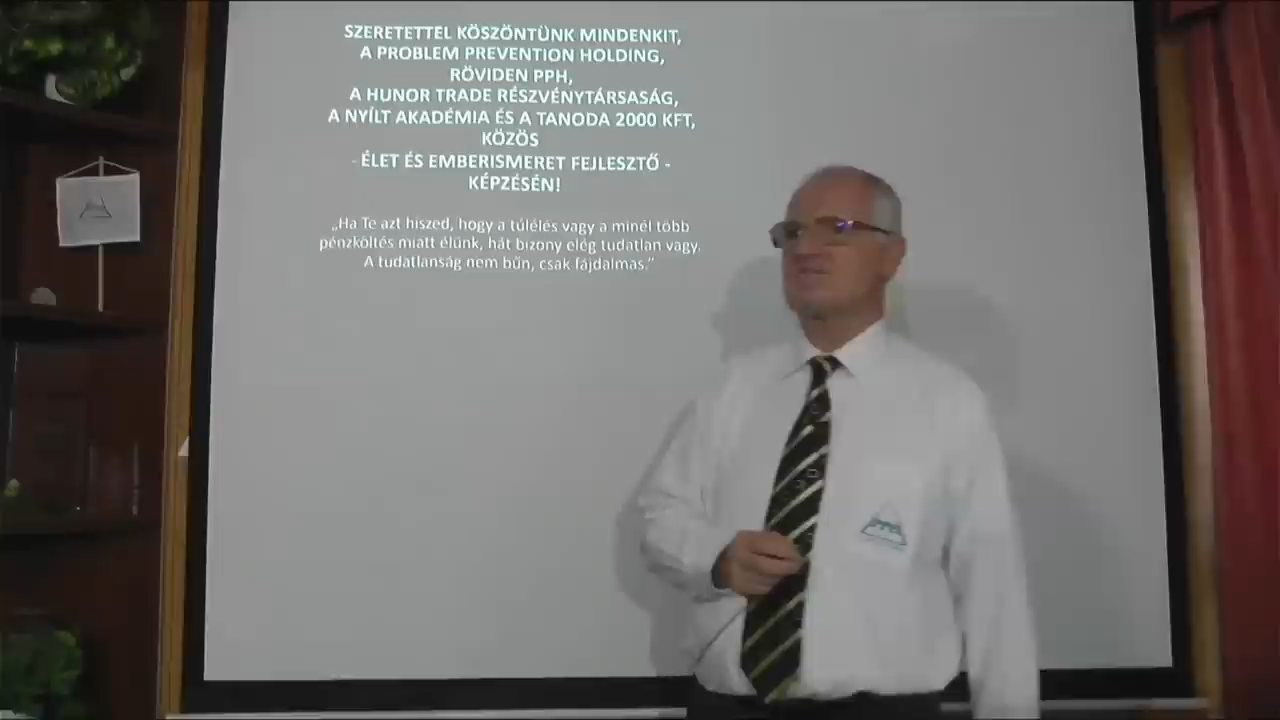 SZERETETTEL KÖSZÖNTÜNK MINDENKIT,
A PROBLEM PREVENTION HOLDING,
RÖVIDEN PPH,
A HUNOR TRADE RÉSZVÉNYTÁRSASÁG,
A NYÍLT AKADÉMIA ÉS A TANODA 2000 KFT,
KÖZÖS
- ÉLET ÉS EMBERISMERET FEJLESZTŐ -
KÉPZÉSÉN!
„Ha Te azt hiszed, hogy a túlélés vagy a minél több
pénzköltés miatt élünk, hát bizony elég tudatlan vagy.
A tudatlanság nem bűn, csak fájdalmas.”